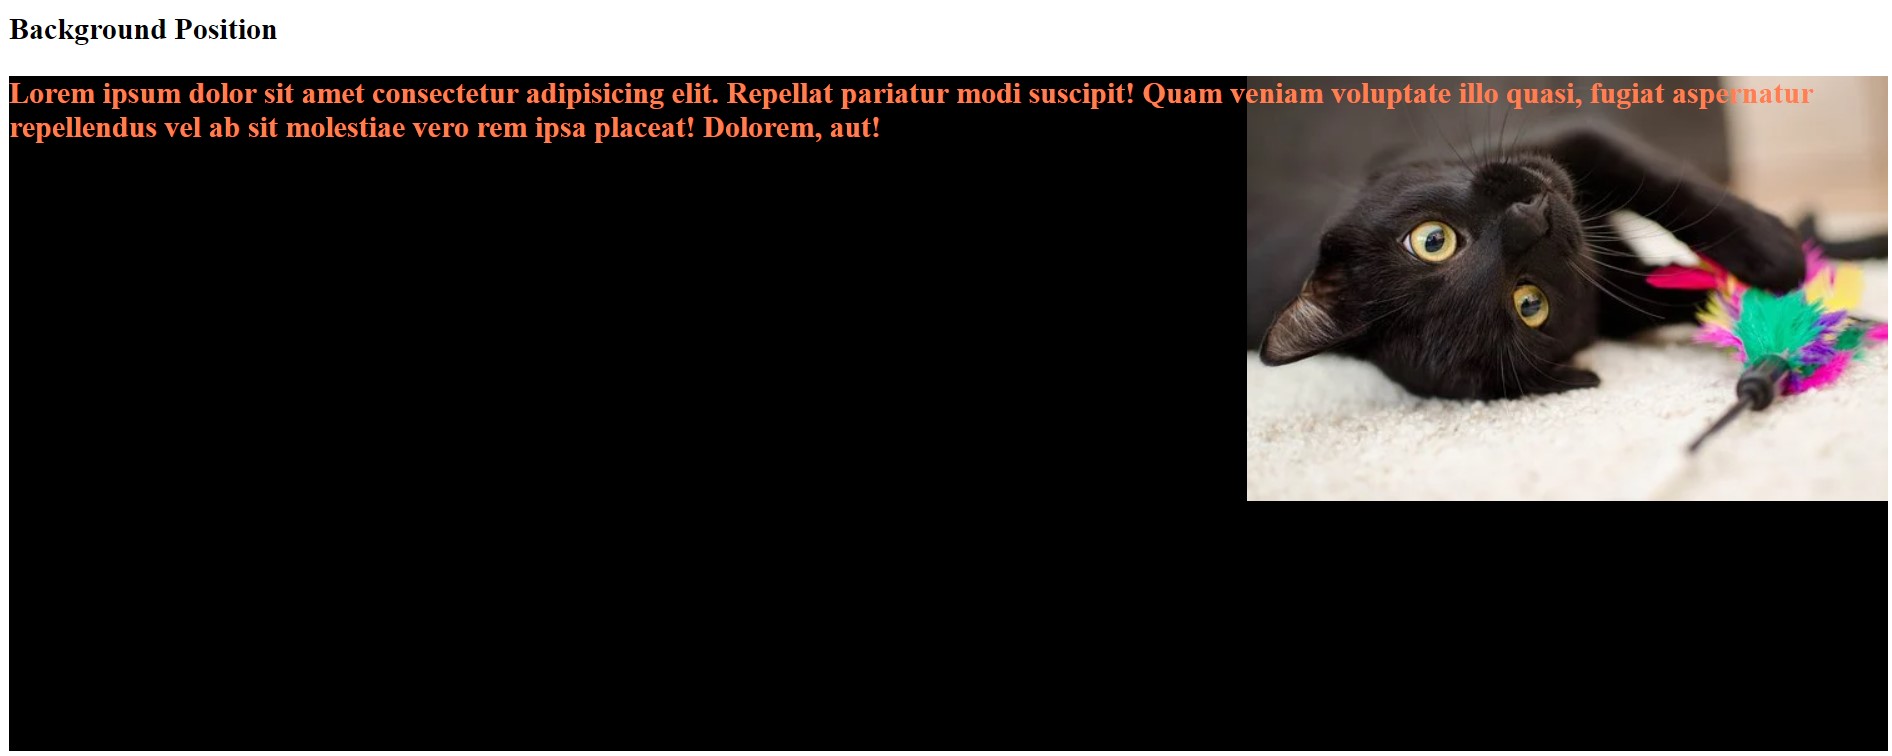 Background Position
Lorem ipsum dolor sit amet consectetur adipisicing elit. Repellat pariatur modi suscipit! Quam veniam voluptate illo quasi, fugiat aspernatur
repellendus vel ab sit molestiae vero rem ipsa placeat! Dolorem, aut!